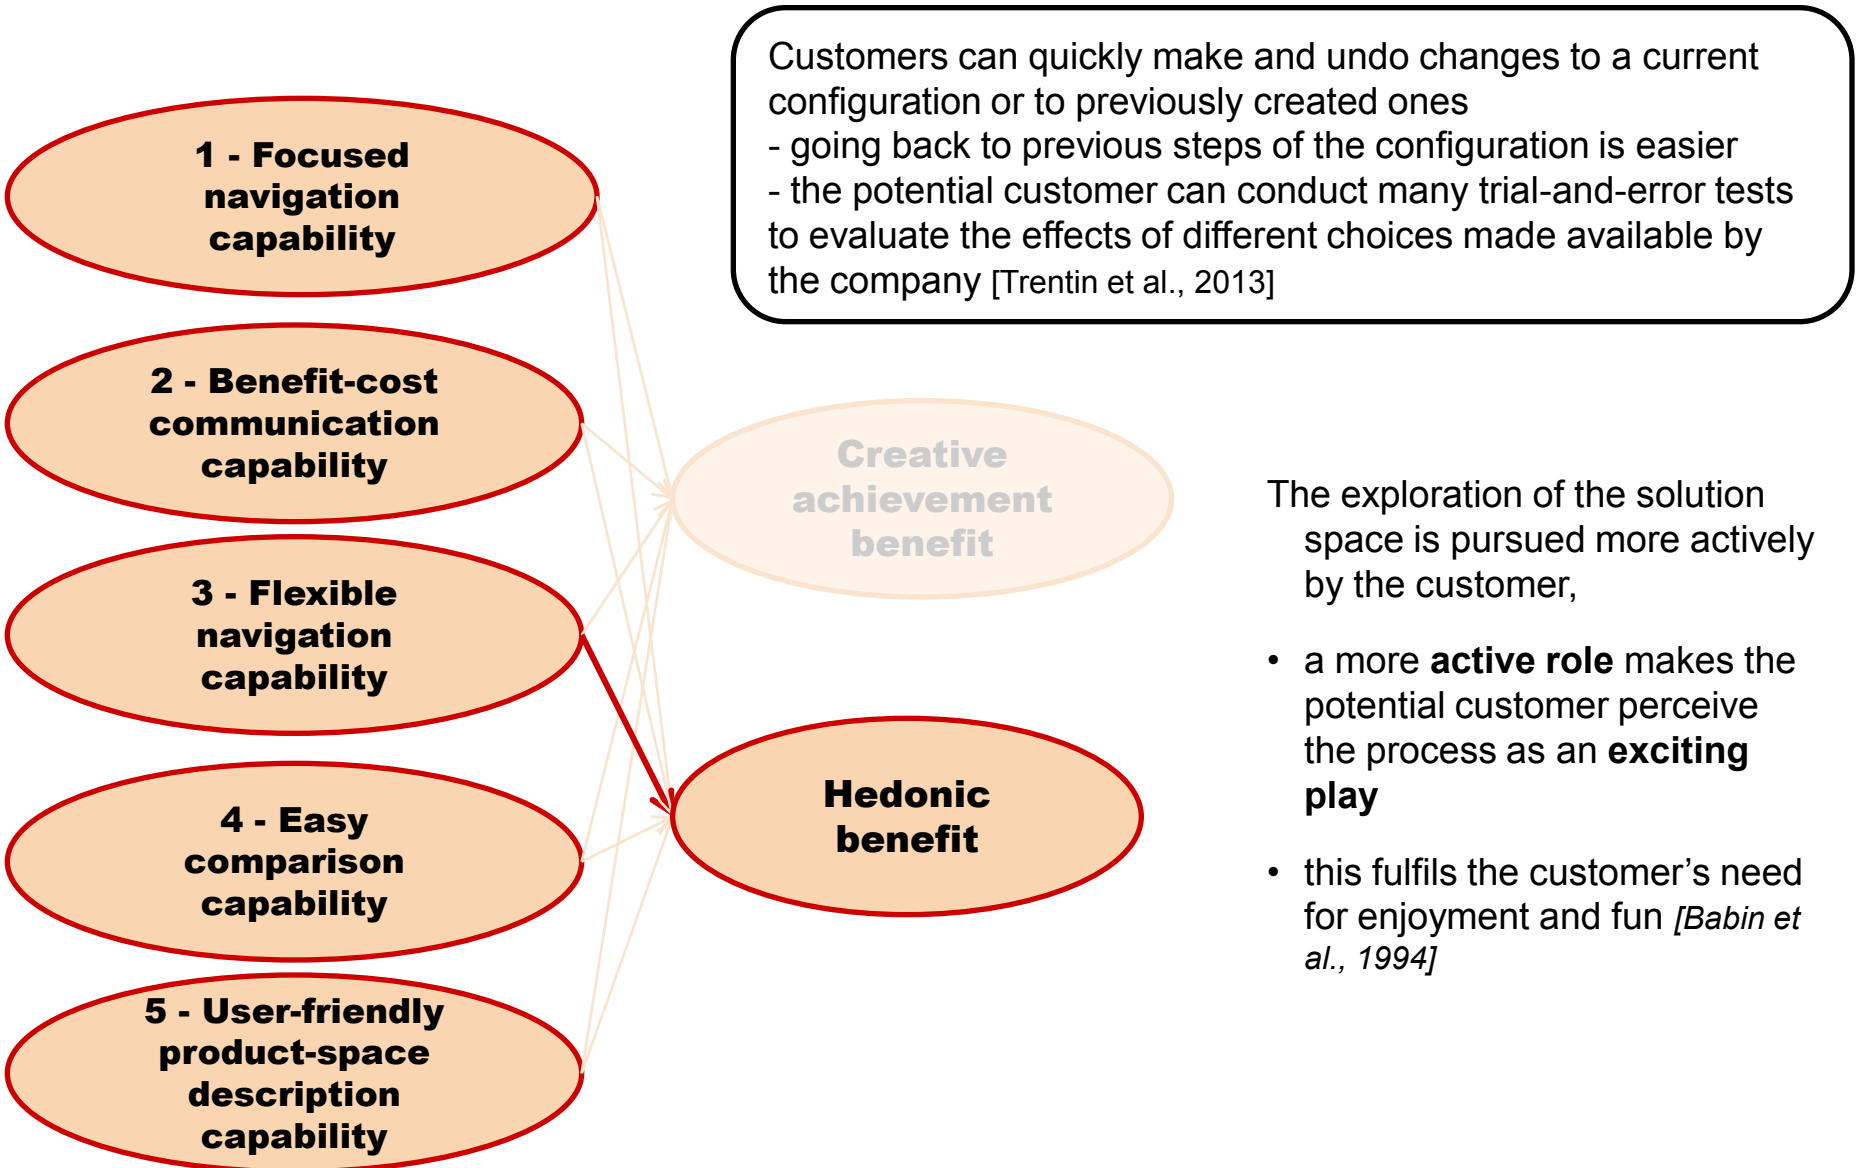 Customers can quickly make and undo changes to a current
configuration or to previously created ones
- going back to previous steps of the configuration is easier
- the potential customer can conduct many trial-and-error tests
to evaluate the effects of different choices made available by
the company [Trentin et al., 2013]
1 - Focused
navigation
capability
2 - Benefit-cost
communication
capability
3 - Flexible
navigation
capability
4 - Easy
comparison
capability
5 - User-friendly
product-space
description
capability
Creative
achievement
benefit
Hedonic
benefit
The exploration of the solution
space is pursued more actively
by the customer,
• a more active role makes the
potential customer perceive
the process as an exciting
play
• this fulfils the customer’s need
for enjoyment and fun [Babin et
al., 1994]